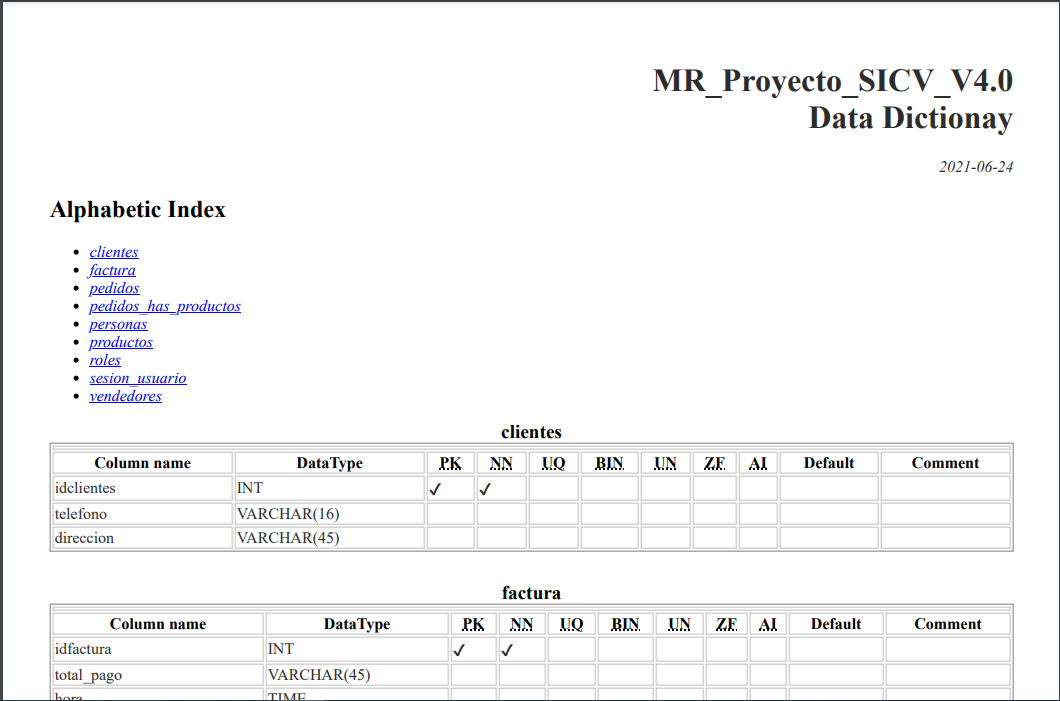 MR_Proyecto_SICV_V4.0
Data Dictionay
2021-06-24
Alphabetic Index
clientes
factura
pedidos
pedidos_has_productos
personas
productos
roles
sesion_usuario
vendedores
clientes
Column name DataType PK NN UQ BIN UN ZF AI Default Comment
idclientes INT ✓ ✓
telefono VARCHAR(16)
direccion VARCHAR(45)
factura
Column name DataType PK NN UQ BIN UN ZF AI Default Comment
idfactura INT ✓ ✓
total_pago VARCHAR(45)
hora TIME